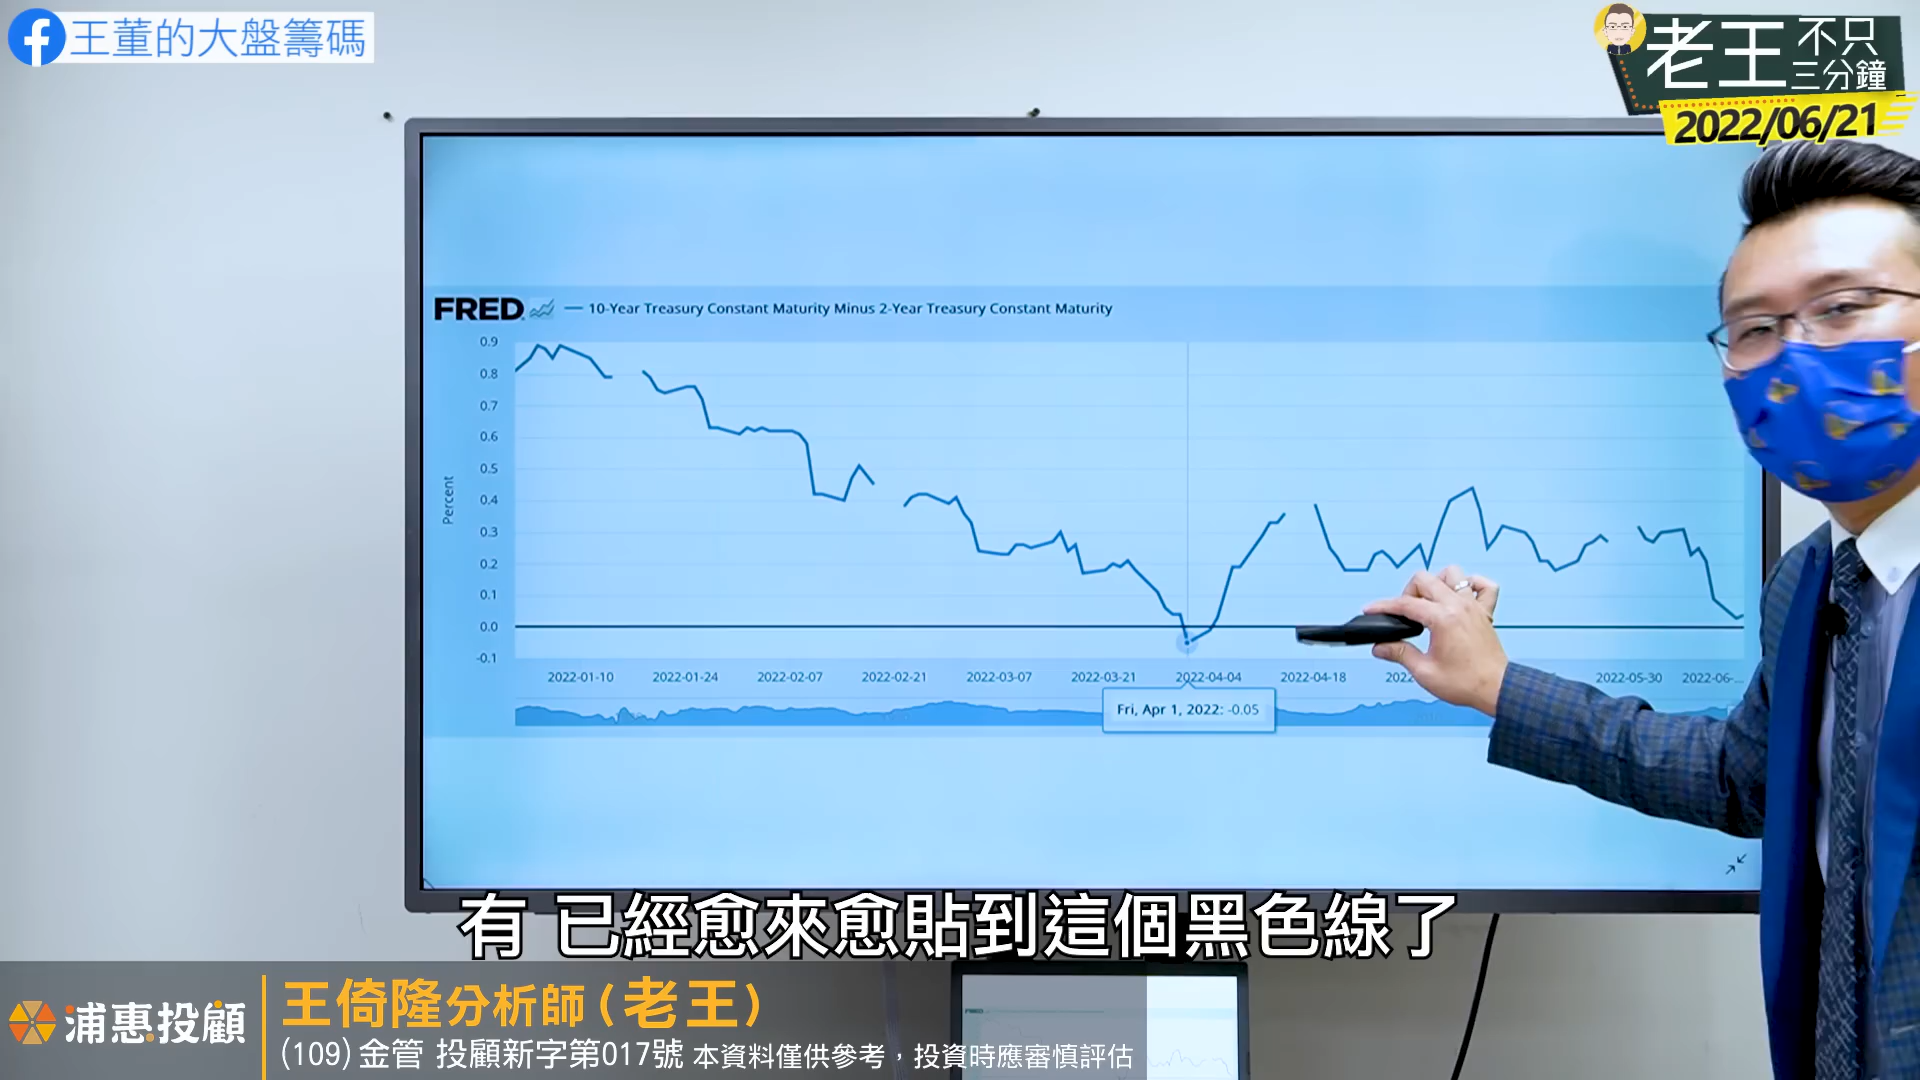 王董的大盤籌碼
老王 不只三分鐘
2022/06/21
FRED
10-Year Treasury Constant Maturity Minus 2-Year Treasury Constant Maturity
0.9
0.8
0.7
0.6
0.5
0.4
0.3
0.2
0.1
0.0
-0.1
Percent
2022-01-10 2022-01-24 2022-02-07 2022-02-21 2022-03-07 2022-03-21 2022-04-04 2022-04-18 2022 2022-05-30 2022-06-...
Fri, Apr 1, 2022: -0.05
有 已經愈來愈貼到這個黑色線了
浦惠投顧
王倚隆分析師(老王)
(109)金管 投顧新字第017號 本資料僅供參考，投資時應審慎評估